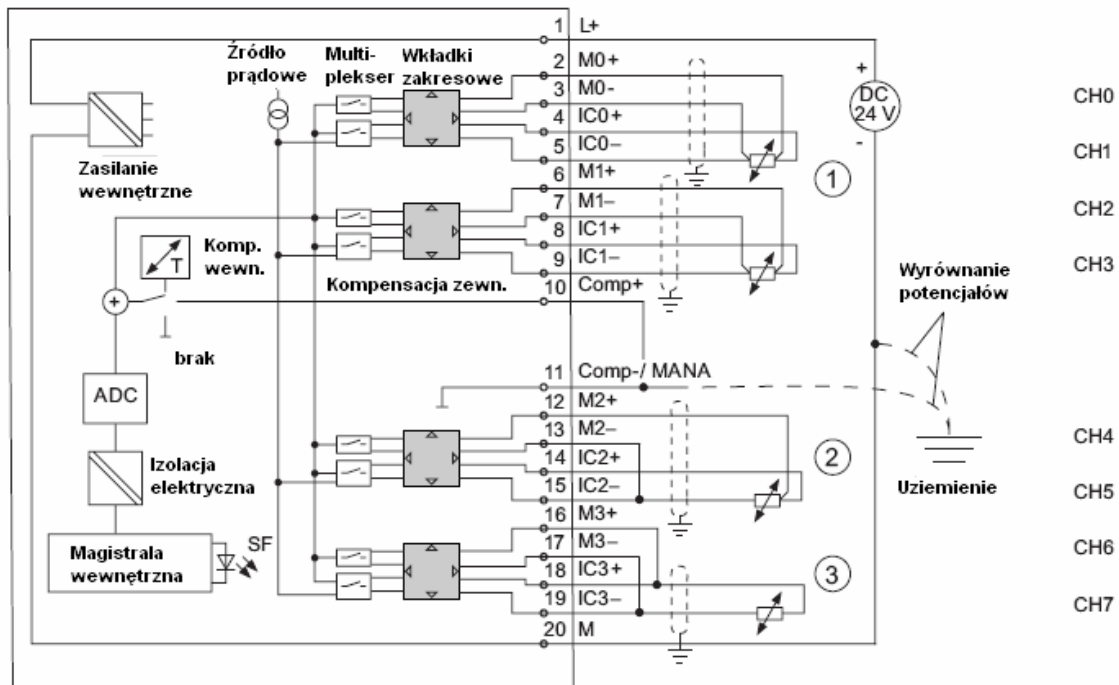 1 L+
2 M0+
3 M0-
4 IC0+
5 IC0–
6 M1+
7 M1–
8 IC1+
9 IC1–
10 Comp+
11 Comp-/ MANA
12 M2+
13 M2–
14 IC2+
15 IC2–
16 M3+
17 M3–
18 IC3+
19 IC3–
20 M
Źródło
prądowe
Multi-
plekser
Wkładki
zakresowe
Zasilanie
wewnętrzne
Komp.
wewn.
T
+
brak
Kompensacja zewn.
ADC
Izolacja
elektryczna
Magistrala
wewnętrzna
SF
+
DC
24 V
-
1
2
3
Wyrównanie
potencjałów
Uziemienie
CH0
CH1
CH2
CH3
CH4
CH5
CH6
CH7